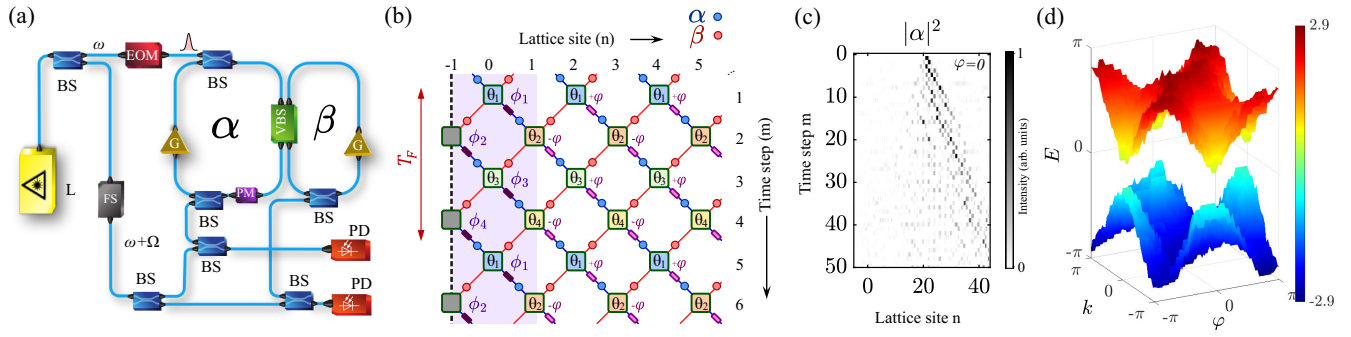 (a)
ω
EOM
BS
BS
α
VBS
β
G
G
L
FS
PM
BS
BS
ω+Ω
BS
PD
BS
BS
PD
(b)
α
β
Lattice site (n)
-1 0 1 2 3 4 5
T_F
θ₁ ϕ₁ θ₁ +φ θ₁ +φ 1
ϕ₂ θ₂ -φ θ₂ -φ θ₂ -φ 2
θ₃ ϕ₃ θ₃ +φ θ₃ +φ 3
ϕ₄ θ₄ -φ θ₄ -φ θ₄ -φ 4
θ₁ ϕ₁ θ₁ +φ θ₁ +φ 5
ϕ₂ θ₂ -φ θ₂ -φ θ₂ -φ 6
Time step (m)
(c)
|α|²
φ=0
0
10
20
30
40
50
Time step m
0 20 40
Lattice site n
1
0
Intensity (arb. units)
(d)
π
0
-π
E
π
0
-π
k
-π
0
π
φ
2.9
-2.9